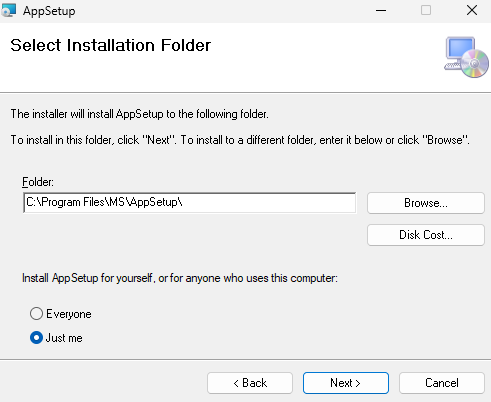 AppSetup
Select Installation Folder
The installer will install AppSetup to the following folder.
To install in this folder, click "Next". To install to a different folder, enter it below or click "Browse".
Folder:
C:\Program Files\MS\AppSetup\
Browse...
Disk Cost...
Install AppSetup for yourself, or for anyone who uses this computer:
Everyone
Just me
< Back
Next >
Cancel